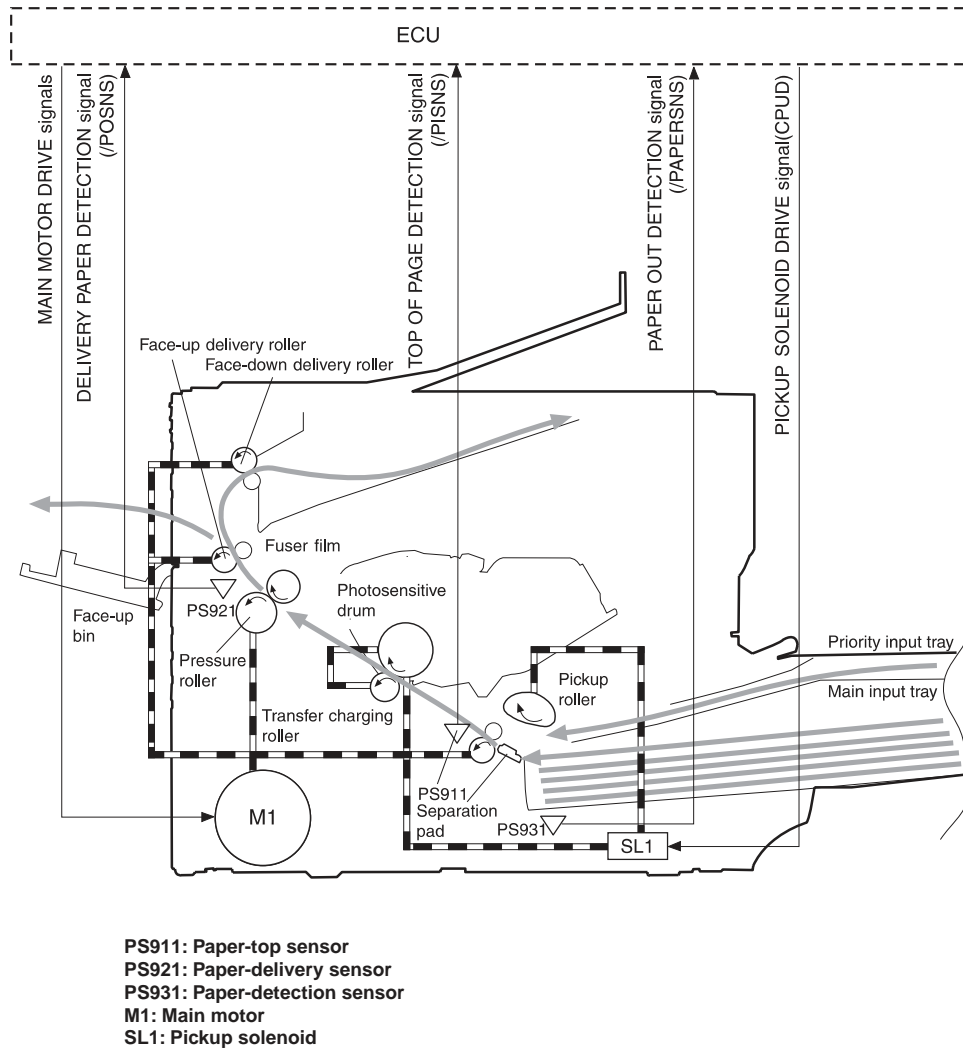 ECU
MAIN MOTOR DRIVE signals
DELIVERY PAPER DETECTION signal
(/POSNS)
TOP OF PAGE DETECTION signal
(/PISNS)
PAPER OUT DETECTION signal
(/PAPERSNS)
PICKUP SOLENOID DRIVE signal(CPUD)
Face-up delivery roller
Face-down delivery roller
Fuser film
Photosensitive
drum
PS921
Face-up
bin
Pressure
roller
Transfer charging
roller
Pickup
roller
Priority input tray
Main input tray
PS911
Separation
pad
PS931
M1
SL1
PS911: Paper-top sensor
PS921: Paper-delivery sensor
PS931: Paper-detection sensor
M1: Main motor
SL1: Pickup solenoid